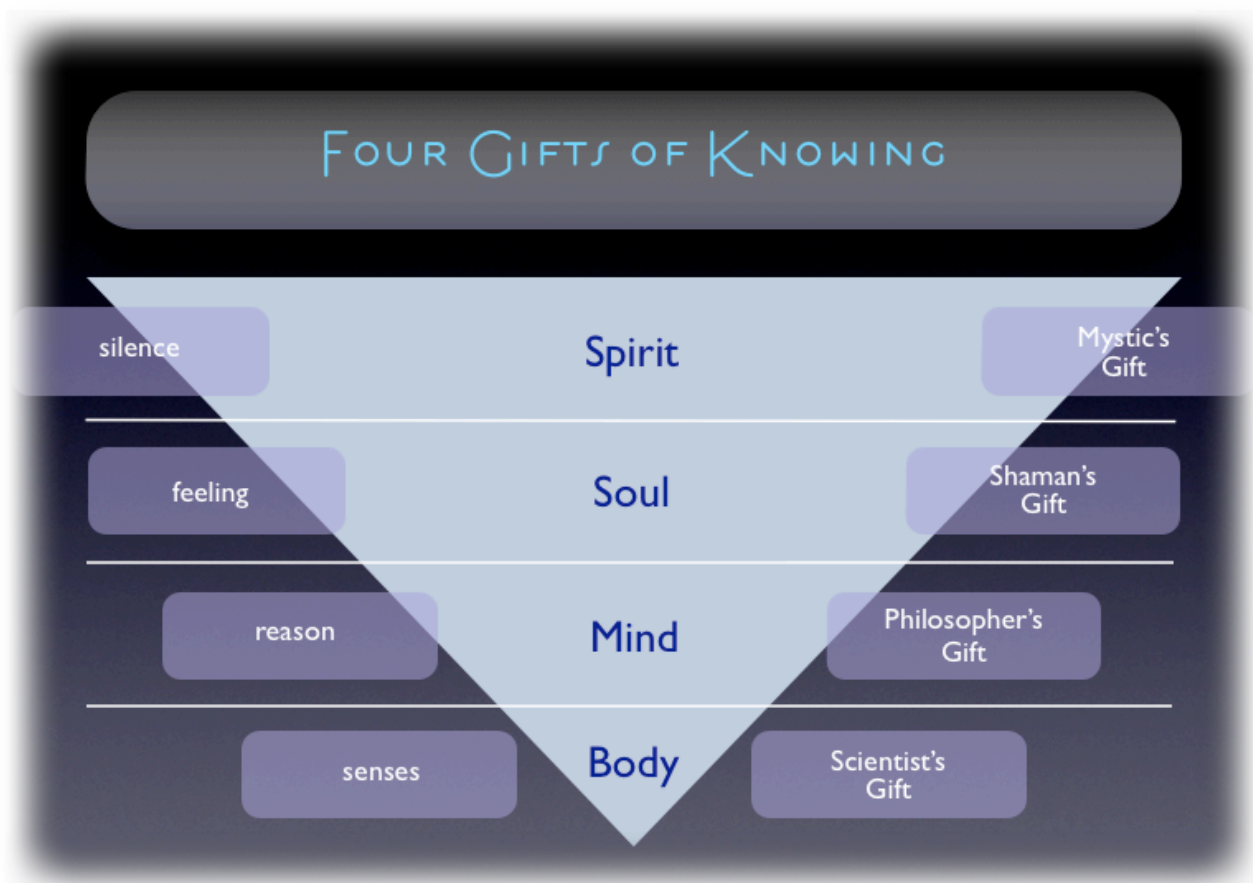 Four Gifts of Knowing
silence
Spirit
Mystic's
Gift
feeling
Soul
Shaman's
Gift
reason
Mind
Philosopher's
Gift
senses
Body
Scientist's
Gift